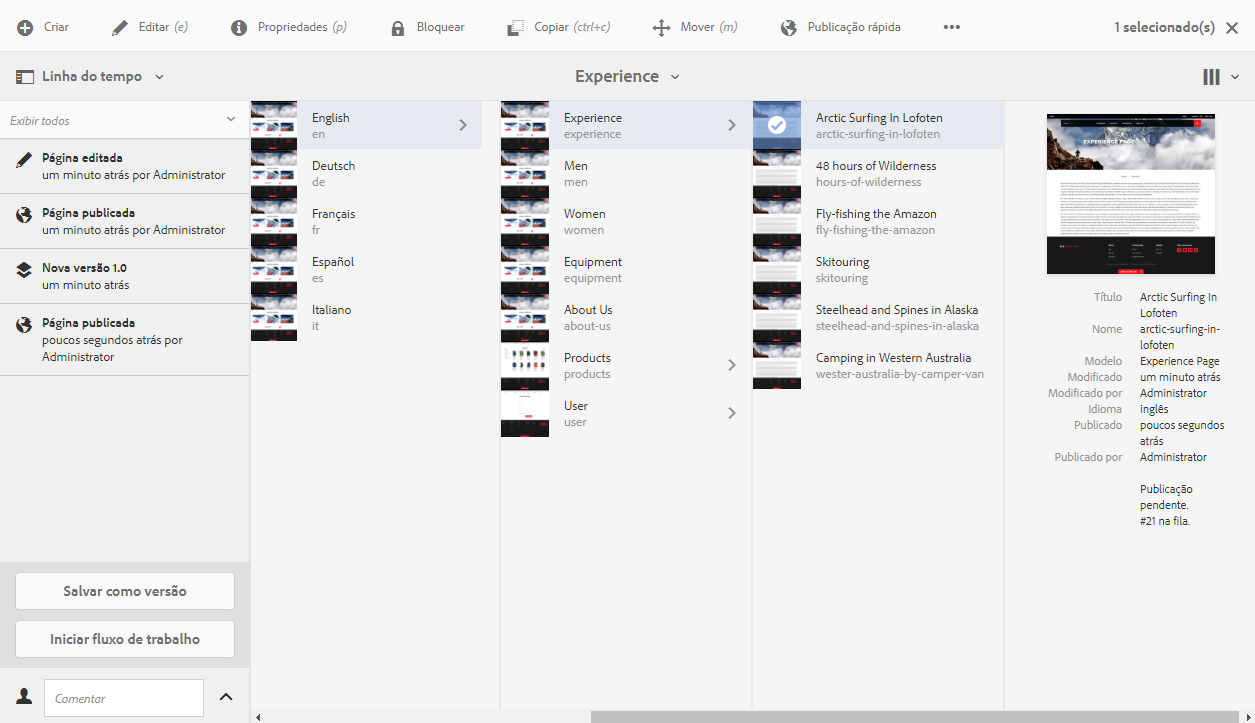 Criar
Editar (e)
Propriedades (p)
Bloquear
Copiar (ctrl+c)
Mover (m)
Publicação rápida
1 selecionado(s)
Linha do tempo
Experience
Exibir todos
Página editada
um minuto atrás por Administrator
Página publicada
um minuto atrás por Administrator
Nova versão 1.0
um minuto atrás
Página publicada
poucos segundos atrás por
Administrator
Salvar como versão
Iniciar fluxo de trabalho
Comentar
English
en
Deutsch
de
Français
fr
Español
es
Italiano
it
Experience
experience
Men
men
Women
women
Equipment
equipment
About Us
about-us
Products
products
User
user
Arctic Surfing In Lofoten
arctic-surfing-in-lofoten
48 hours of Wilderness
hours-of-wilderness
Fly-fishing the Amazon
fly-fishing-the-amazon
Skitouring
skitouring
Steelhead and Spines in Alaska
steelhead-and-spines-in-alaska
Camping in Western Australia
wester-australia-by-camper-van
EXPERIENCE PAGE
Título Arctic Surfing In
Lofoten
Nome arctic-surfing-in-
lofoten
Modelo Experience Page
Modificado um minuto atrás
Modificado por Administrator
Idioma inglês
Publicado poucos segundos
atrás
Publicado por Administrator
Publicação
pendente.
#21 na fila.